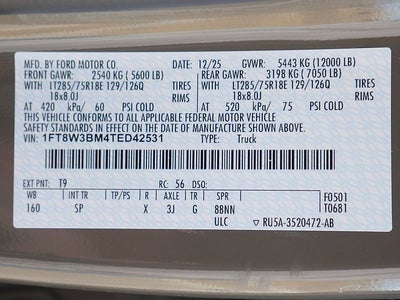 MFD. BY FORD MOTOR CO. 12/25 GVWR: 5443 KG (12000 LB)
FRONT GAWR: 2540 KG (5600 LB) REAR GAWR: 3198 KG (7050 LB)
WITH LT285/75R18E 129/126Q TIRES WITH LT285/75R18E 129/126Q TIRES
18x8.0J RIMS 18x8.0J RIMS
AT 420 kPa/ 60 PSI COLD AT 520 kPa/ 75 PSI COLD
THIS VEHICLE CONFORMS TO ALL APPLICABLE FEDERAL MOTOR VEHICLE
SAFETY STANDARDS IN EFFECT ON THE DATE OF MANUFACTURE SHOWN ABOVE.
VIN: 1FT8W3BM4TED42531 TYPE: Truck
EXT PNT: T9 RC: 56 DSO: F0501
WB INT TR TP/PS R AXLE TR SPR T0681
160 SP X 3J G 88NN
ULC ▽ RU5A-3520472-AB